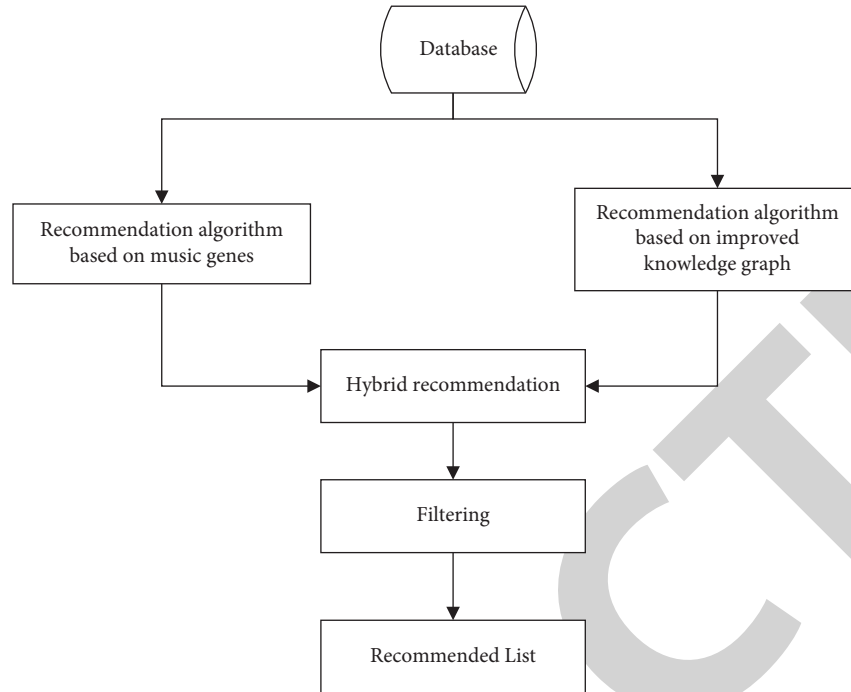 Database
Recommendation algorithm
based on music genes
Recommendation algorithm
based on improved
knowledge graph
Hybrid recommendation
Filtering
Recommended List
CT